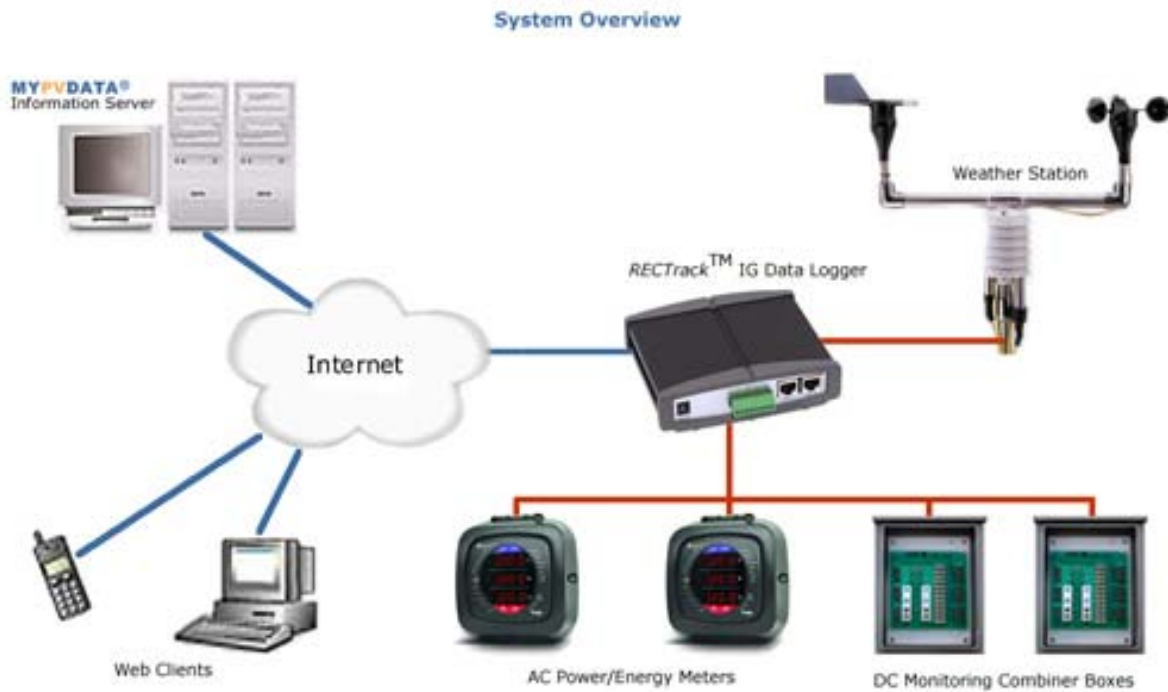 System Overview
MYPVDATA®
Information Server
Weather Station
RECTrack™ IG Data Logger
Internet
Web Clients
AC Power/Energy Meters
DC Monitoring Combiner Boxes